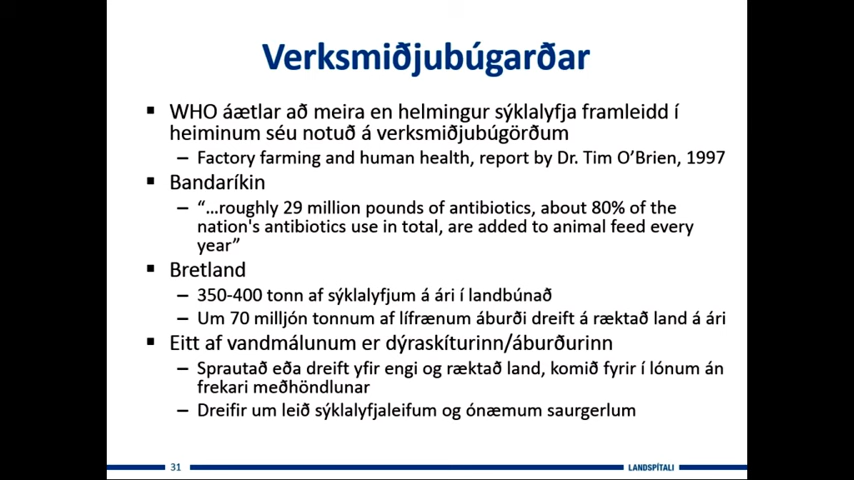 Verksmiðjubúgarðar
▪ WHO áætlar að meira en helmingur sýklalyfja framleidd í
heiminum séu notuð á verksmiðjubúgörðum
– Factory farming and human health, report by Dr. Tim O’Brien, 1997
▪ Bandaríkin
– “…roughly 29 million pounds of antibiotics, about 80% of the
nation's antibiotics use in total, are added to animal feed every
year”
▪ Bretland
– 350-400 tonn af sýklalyfjum á ári í landbúnað
– Um 70 milljón tonnum af lífrænum áburði dreift á ræktað land á ári
▪ Eitt af vandmálunum er dýraskíturinn/áburðurinn
– Sprautað eða dreift yfir engi og ræktað land, komið fyrir í lónum án
frekari meðhöndlunar
– Dreifir um leið sýklalyfjaleifum og ónæmum saurgerlum
31
LANDSPÍTALI